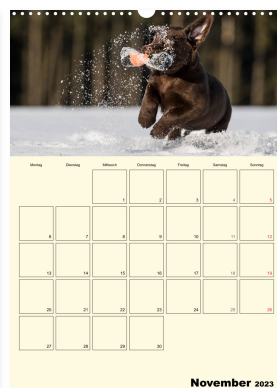 Montag Dienstag Mittwoch Donnerstag Freitag Samstag Sonntag
1 2 3 4 5
6 7 8 9 10 11 12
13 14 15 16 17 18 19
20 21 22 23 24 25 26
27 28 29 30
November 2023